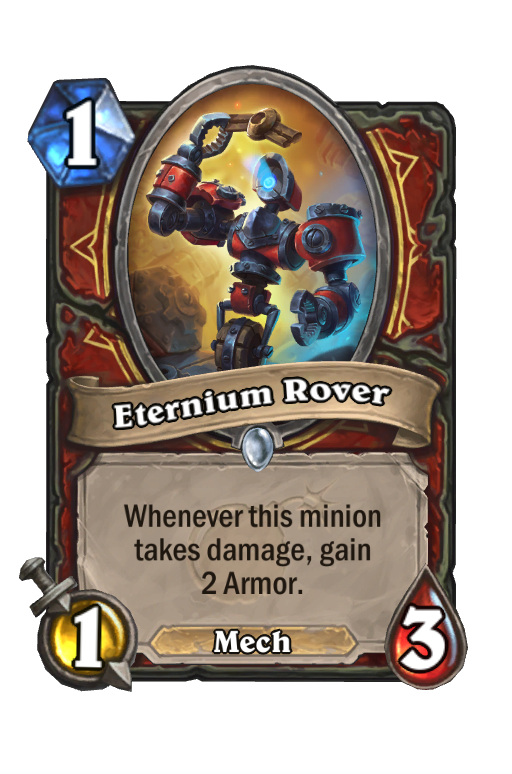 1
Eternium Rover
Whenever this minion
takes damage, gain
2 Armor.
1
Mech
3